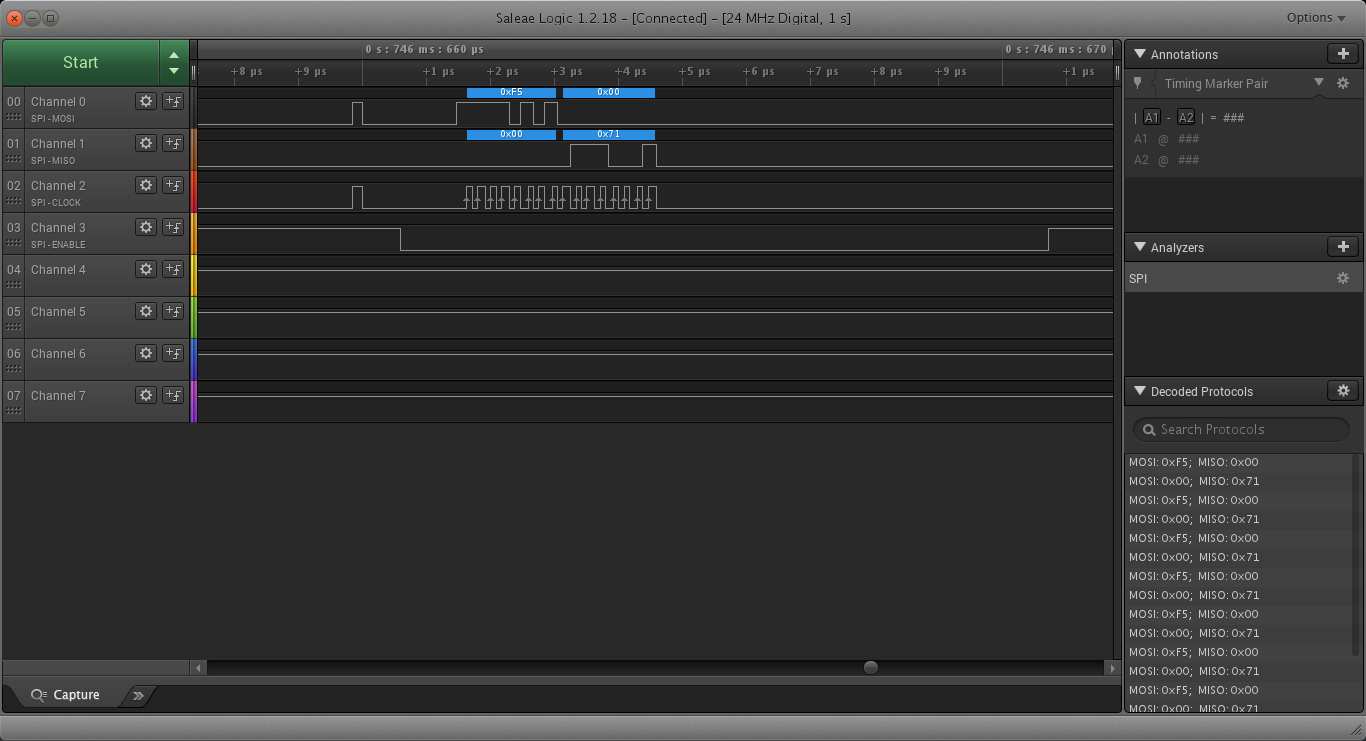 Saleae Logic 1.2.18 – [Connected] – [24 MHz Digital, 1 s]
Options
Start
0 s : 746 ms : 660 µs
0 s : 746 ms : 670
+8 µs +9 µs +1 µs +2 µs +3 µs +4 µs +5 µs +6 µs +7 µs +8 µs +9 µs +1 µs
00 Channel 0
SPI - MOSI
0xF5 0x00
01 Channel 1
SPI - MISO
0x00 0x71
02 Channel 2
SPI - CLOCK
03 Channel 3
SPI - ENABLE
04 Channel 4
05 Channel 5
06 Channel 6
07 Channel 7
Capture
Annotations
Timing Marker Pair
| A1 - A2 | = ###
A1 @ ###
A2 @ ###
Analyzers
SPI
Decoded Protocols
Search Protocols
MOSI: 0xF5; MISO: 0x00
MOSI: 0x00; MISO: 0x71
MOSI: 0xF5; MISO: 0x00
MOSI: 0x00; MISO: 0x71
MOSI: 0xF5; MISO: 0x00
MOSI: 0x00; MISO: 0x71
MOSI: 0xF5; MISO: 0x00
MOSI: 0x00; MISO: 0x71
MOSI: 0xF5; MISO: 0x00
MOSI: 0x00; MISO: 0x71
MOSI: 0xF5; MISO: 0x00
MOSI: 0x00; MISO: 0x71
MOSI: 0xF5; MISO: 0x00
MOSI: 0x00; MISO: 0x71